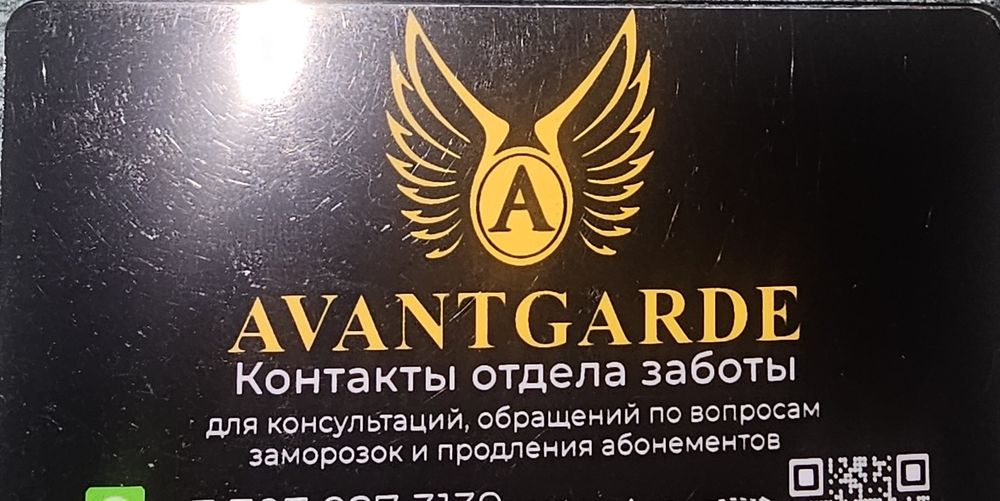 A
AVANTGARDE
Контакты отдела заботы
для консультаций, обращений по вопросам
заморозок и продления абонементов